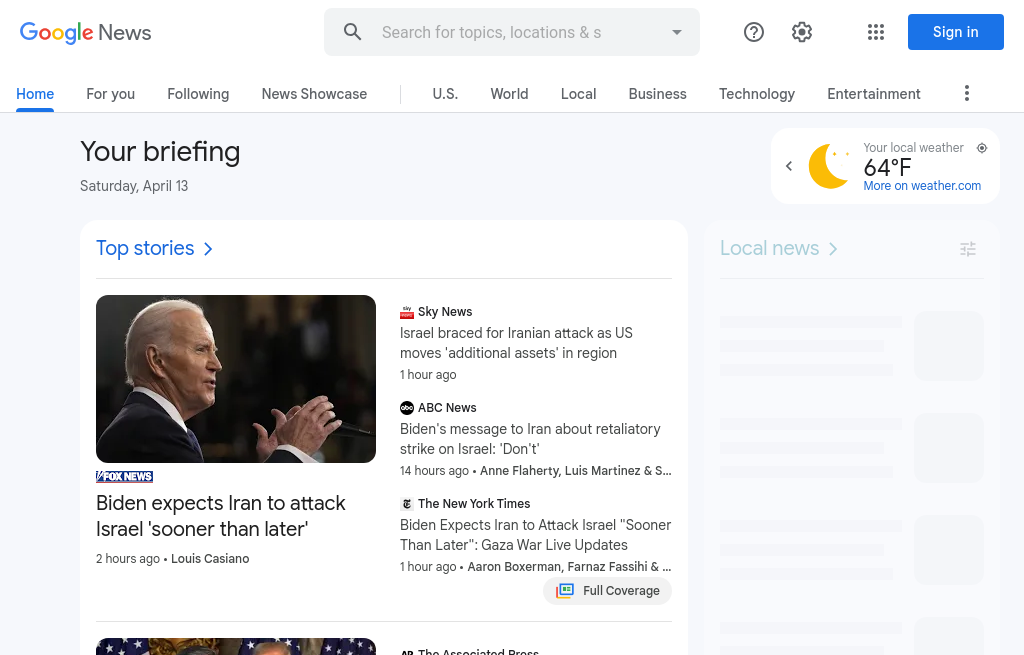 Google News
Search for topics, locations & s
Sign in
Home
For you
Following
News Showcase
U.S.
World
Local
Business
Technology
Entertainment
Your briefing
Saturday, April 13
Your local weather
64°F
More on weather.com
Top stories
FOX NEWS
Biden expects Iran to attack
Israel 'sooner than later'
2 hours ago • Louis Casiano
sky news
Sky News
Israel braced for Iranian attack as US
moves 'additional assets' in region
1 hour ago
abc
ABC News
Biden's message to Iran about retaliatory
strike on Israel: 'Don't'
14 hours ago • Anne Flaherty, Luis Martinez & S...
The New York Times
Biden Expects Iran to Attack Israel "Sooner
Than Later": Gaza War Live Updates
1 hour ago • Aaron Boxerman, Farnaz Fassihi & ...
Full Coverage
AP The Associated Press
Local news